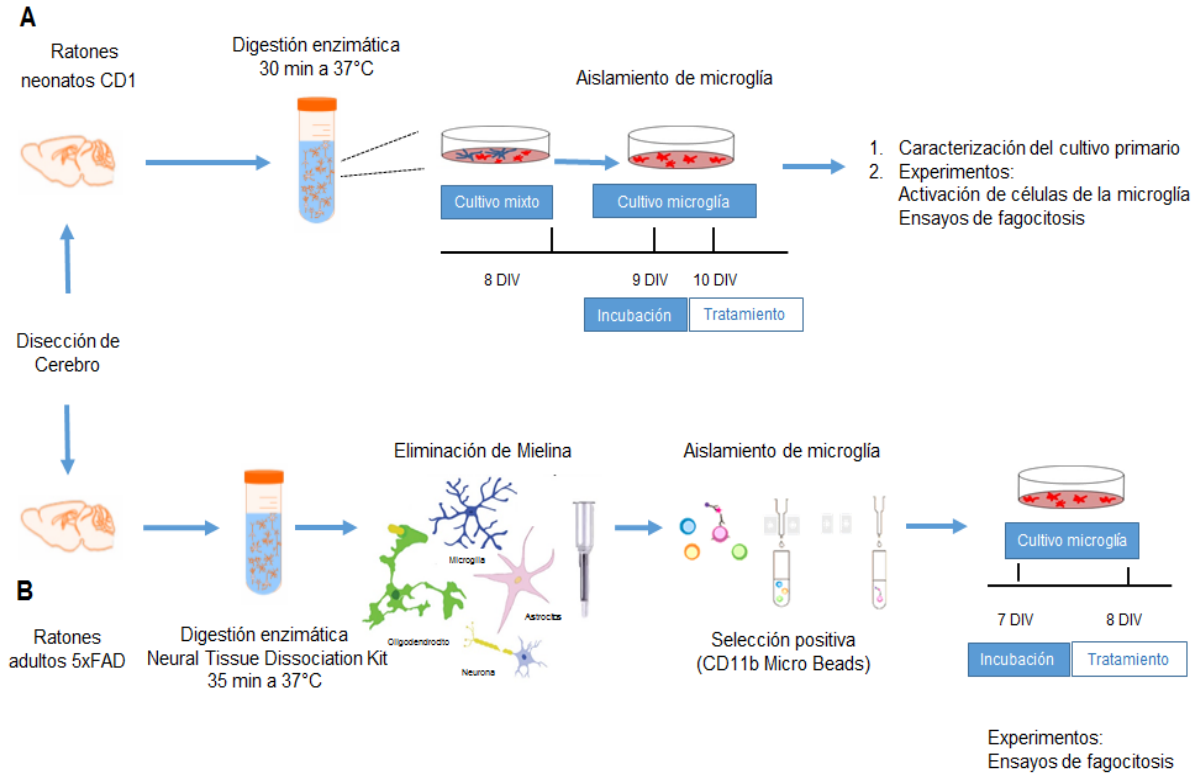 A
Ratones
neonatos CD1
Digestión enzimática
30 min a 37°C
Aislamiento de microglía
Cultivo mixto
Cultivo microglía
8 DIV
9 DIV
10 DIV
Incubación
Tratamiento
1. Caracterización del cultivo primario
2. Experimentos:
Activación de células de la microglía
Ensayos de fagocitosis
Disección de
Cerebro
B
Ratones
adultos 5xFAD
Digestión enzimática
Neural Tissue Dissociation Kit
35 min a 37°C
Eliminación de Mielina
Microglia
Astrocito
Oligodendrocito
Neurona
Aislamiento de microglía
Selección positiva
(CD11b Micro Beads)
Cultivo microglía
7 DIV
8 DIV
Incubación
Tratamiento
Experimentos:
Ensayos de fagocitosis